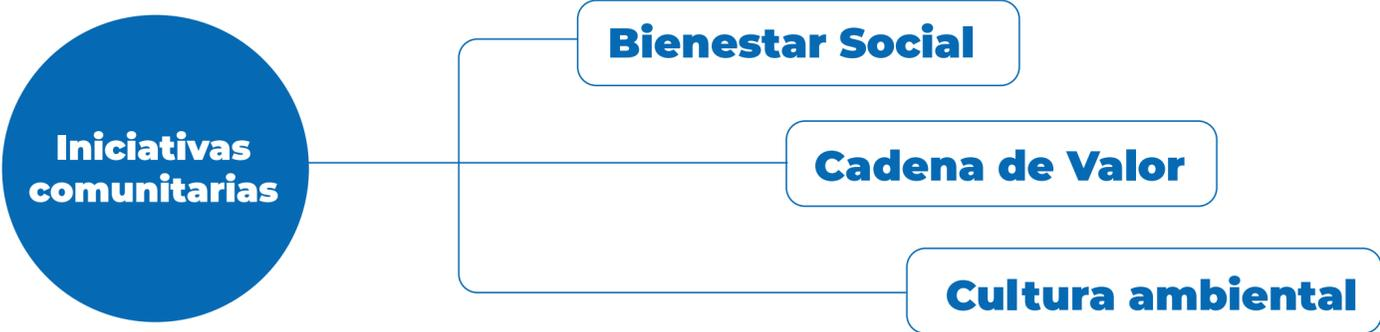 Iniciativas
comunitarias
Bienestar Social
Cadena de Valor
Cultura ambiental